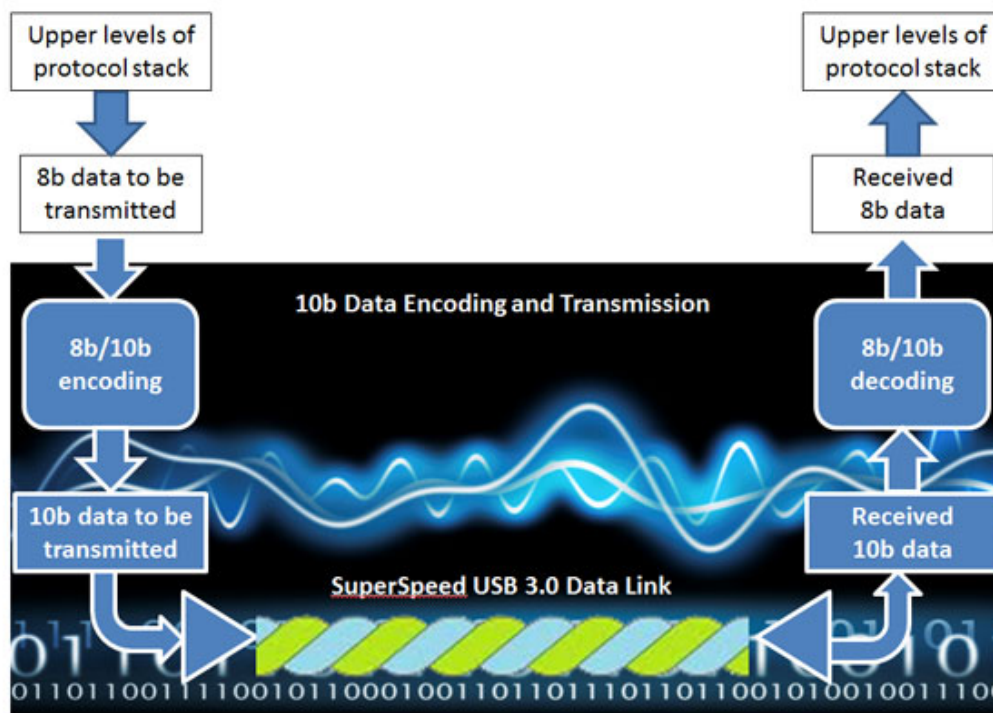 Upper levels of
protocol stack
8b data to be
transmitted
8b/10b
encoding
10b data to be
transmitted
10b Data Encoding and Transmission
SuperSpeed USB 3.0 Data Link
Upper levels of
protocol stack
Received
8b data
8b/10b
decoding
Received
10b data